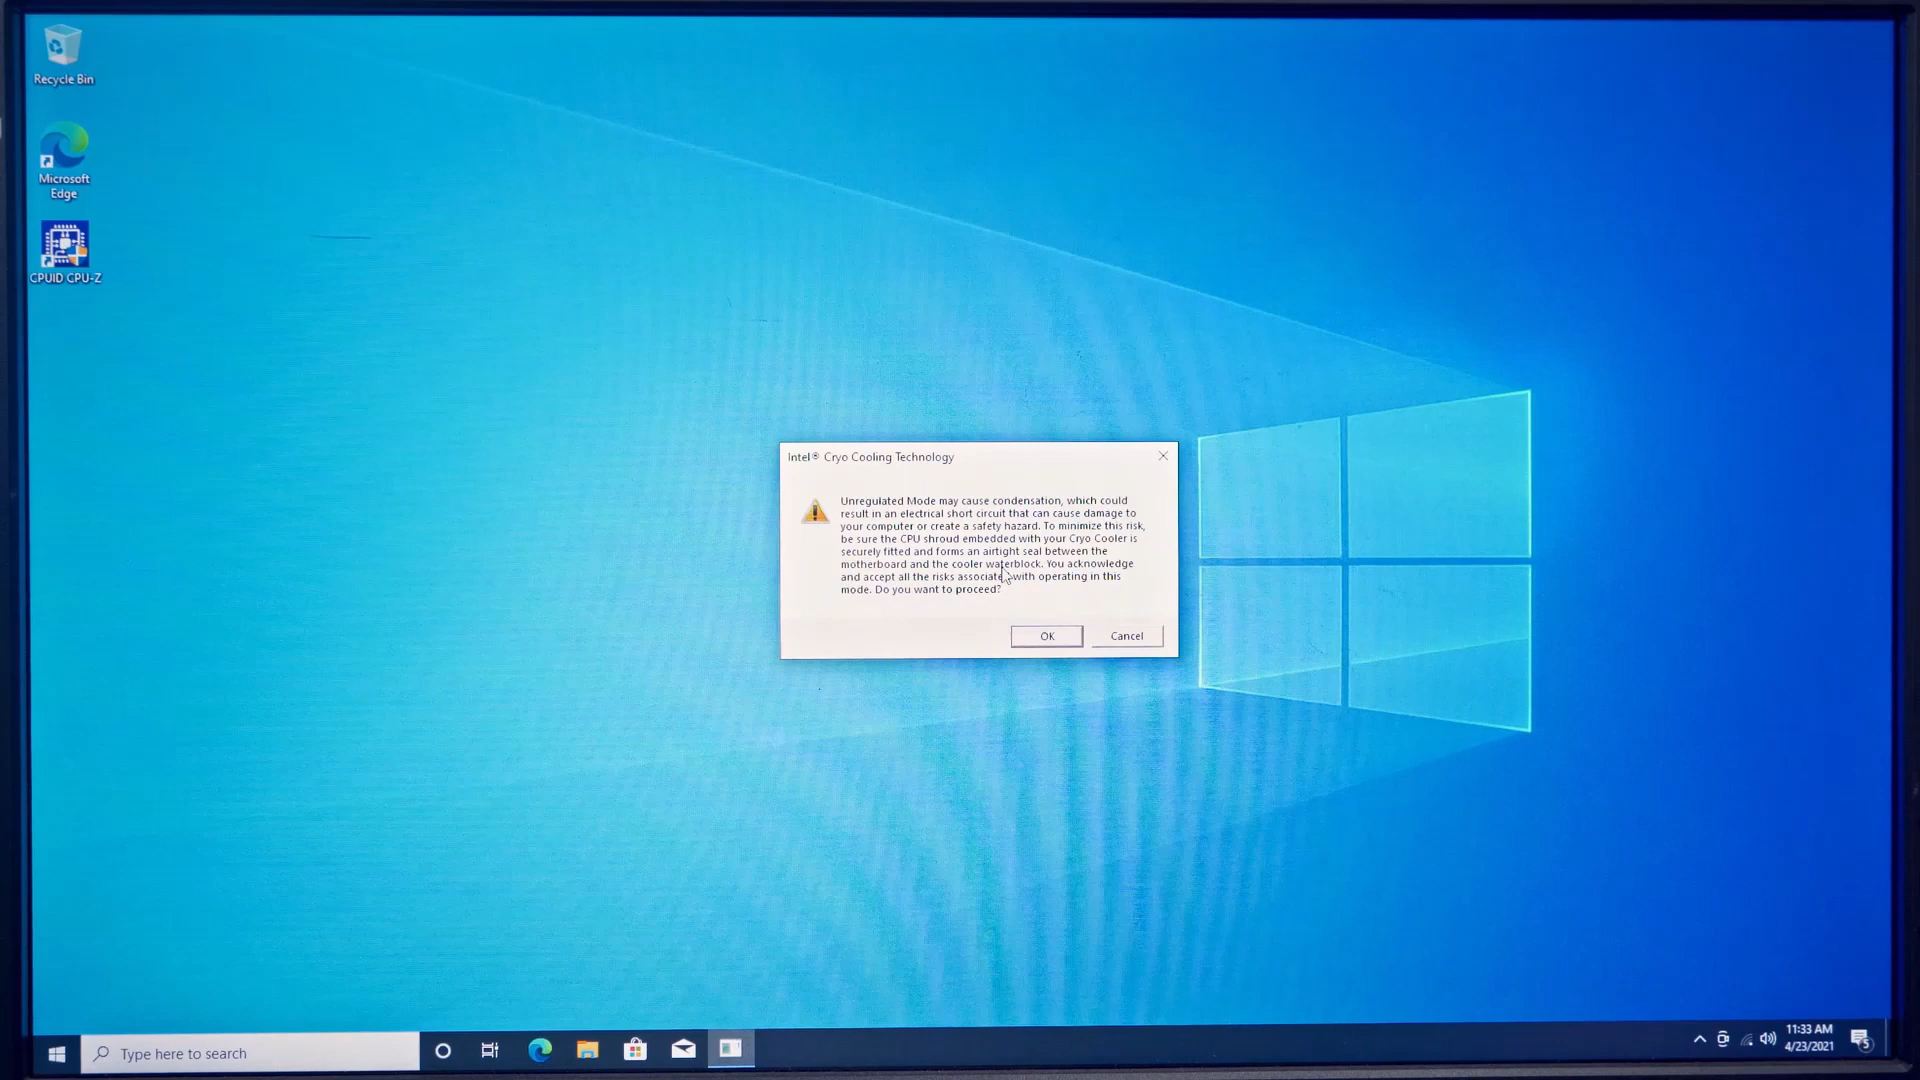 Recycle Bin
Microsoft
Edge
CPUID CPU-Z
Intel® Cryo Cooling Technology
Unregulated Mode may cause condensation, which could
result in an electrical short circuit that can cause damage to
your computer or create a safety hazard. To minimize this risk,
be sure the CPU shroud embedded with your Cryo Cooler is
securely fitted and forms an airtight seal between the
motherboard and the cooler waterblock. You acknowledge
and accept all the risks associated with operating in this
mode. Do you want to proceed?
OK
Cancel
Type here to search
11:33 AM
4/23/2021
5